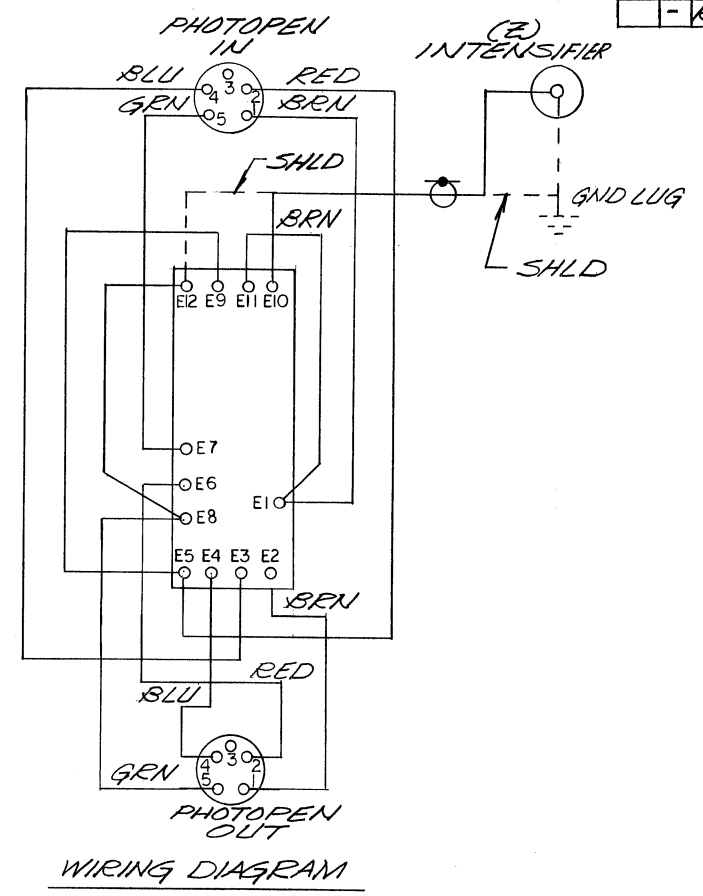 -
PHOTOPEN
IN
(Z)
INTENSIFIER
BLU
RED
GRN
BRN
3
4
2
5
1
SHLD
GND LUG
BRN
SHLD
E12 E9 E11 E10
E7
E6
E1
E8
E5 E4 E3 E2
BRN
RED
BLU
3
4
2
5
1
GRN
PHOTOPEN
OUT
WIRING DIAGRAM